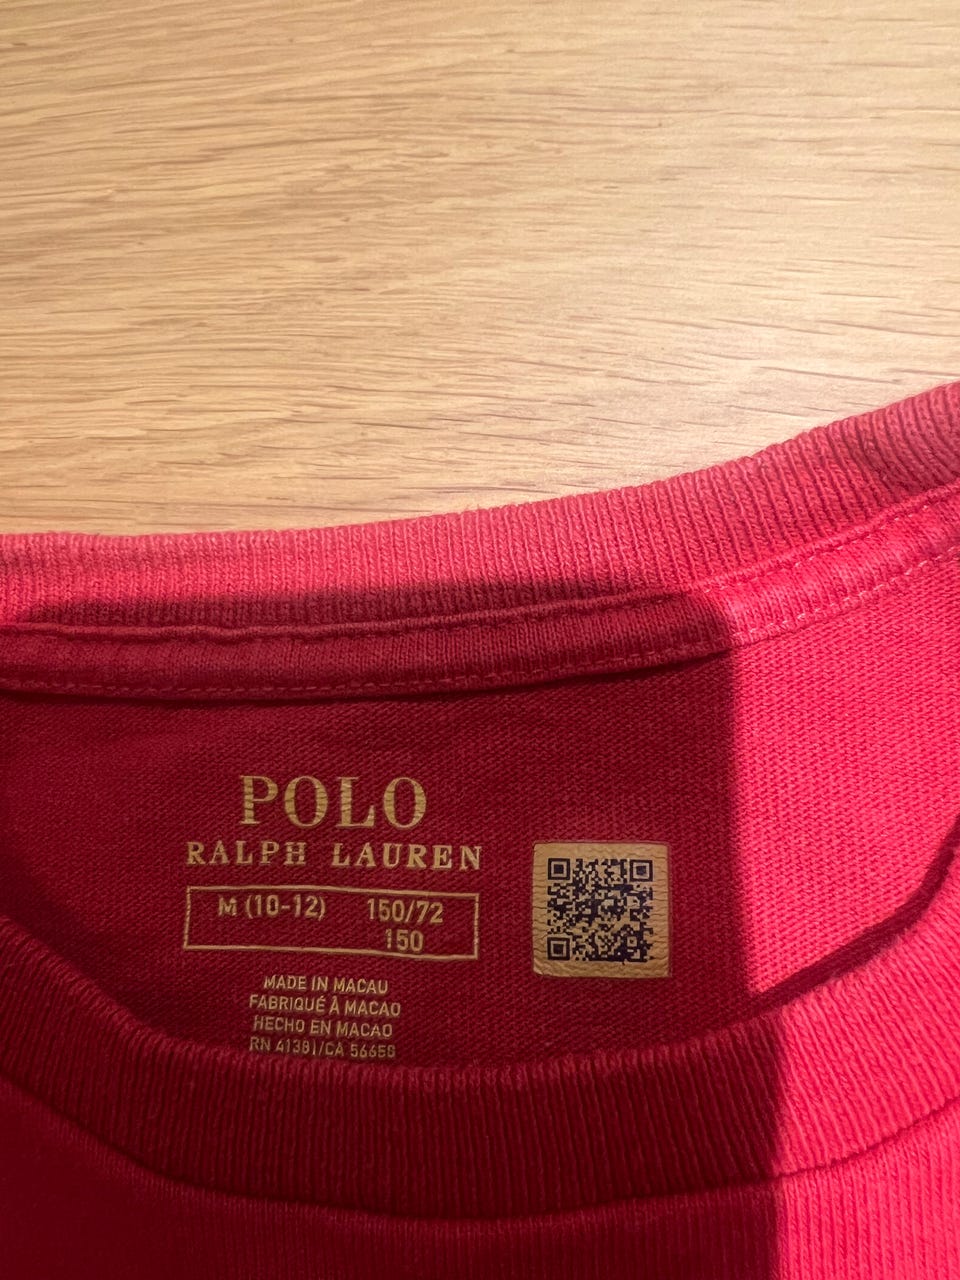 POLO
RALPH LAUREN
M (10-12) 150/72
150
MADE IN MACAU
FABRIQUÉ À MACAO
HECHO EN MACAO
RN 41381/CA 56650